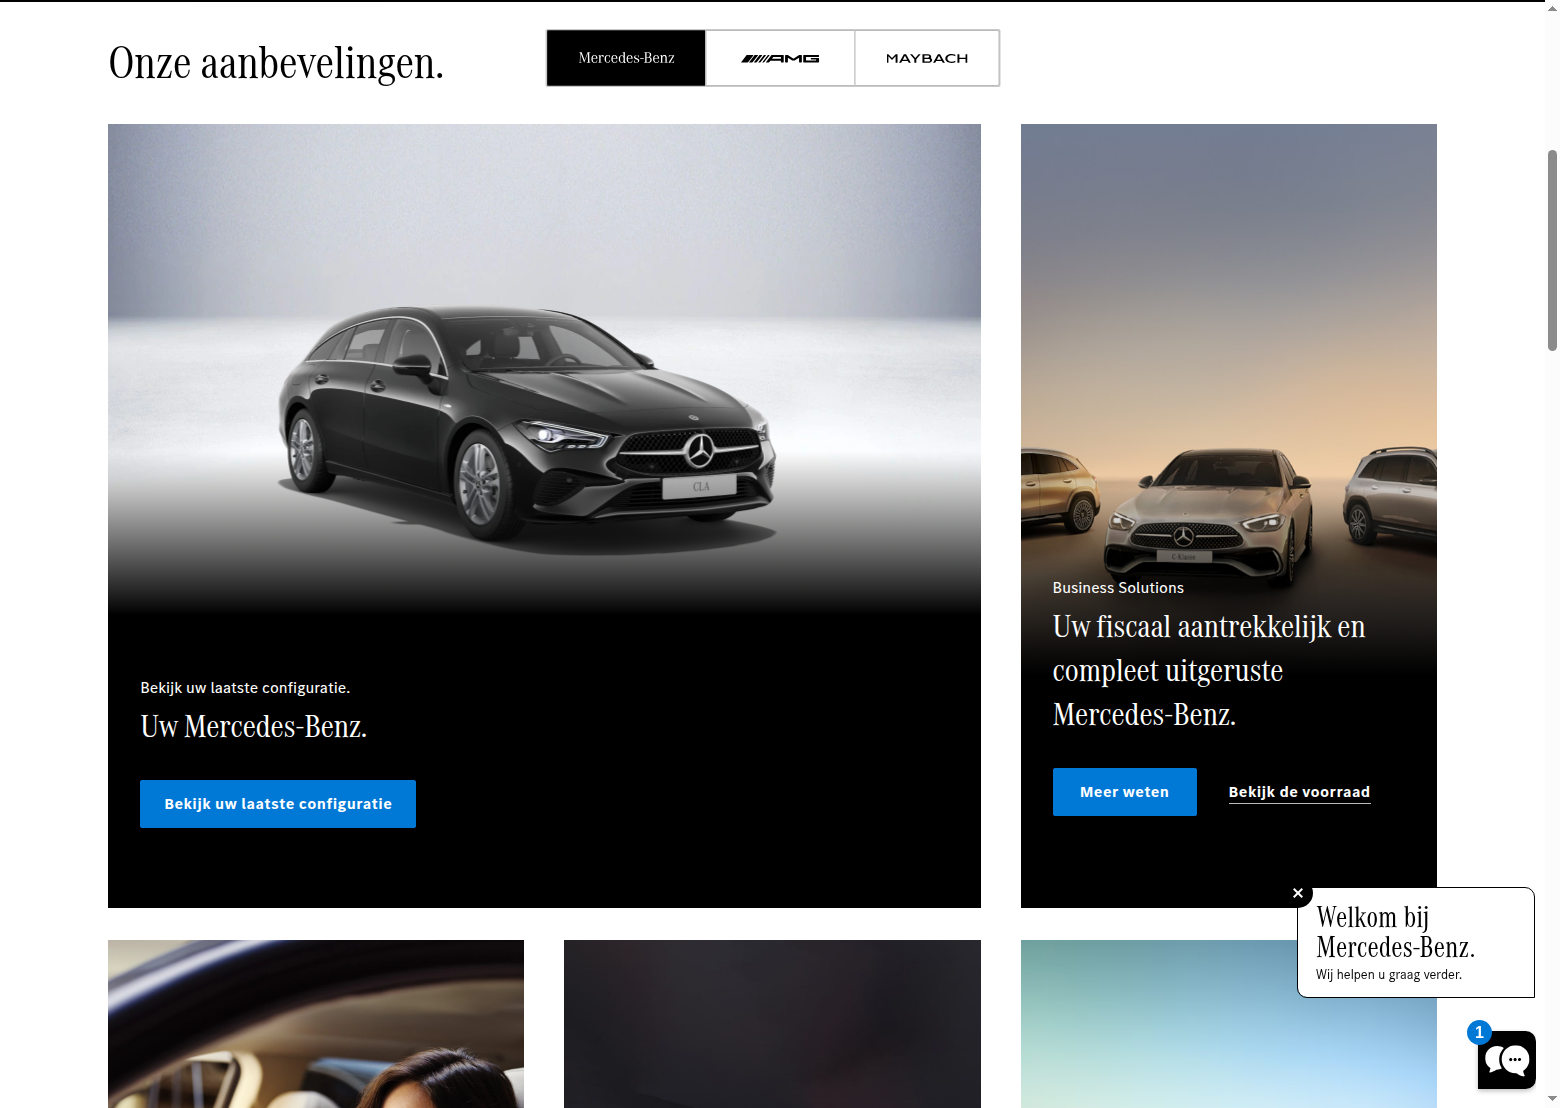 Onze aanbevelingen.
Mercedes-Benz
AMG
MAYBACH
CLA
Bekijk uw laatste configuratie.
Uw Mercedes-Benz.
Bekijk uw laatste configuratie
C-Klasse
Business Solutions
Uw fiscaal aantrekkelijk en
compleet uitgeruste
Mercedes-Benz.
Meer weten
Bekijk de voorraad
Welkom bij
Mercedes-Benz.
Wij helpen u graag verder.
1